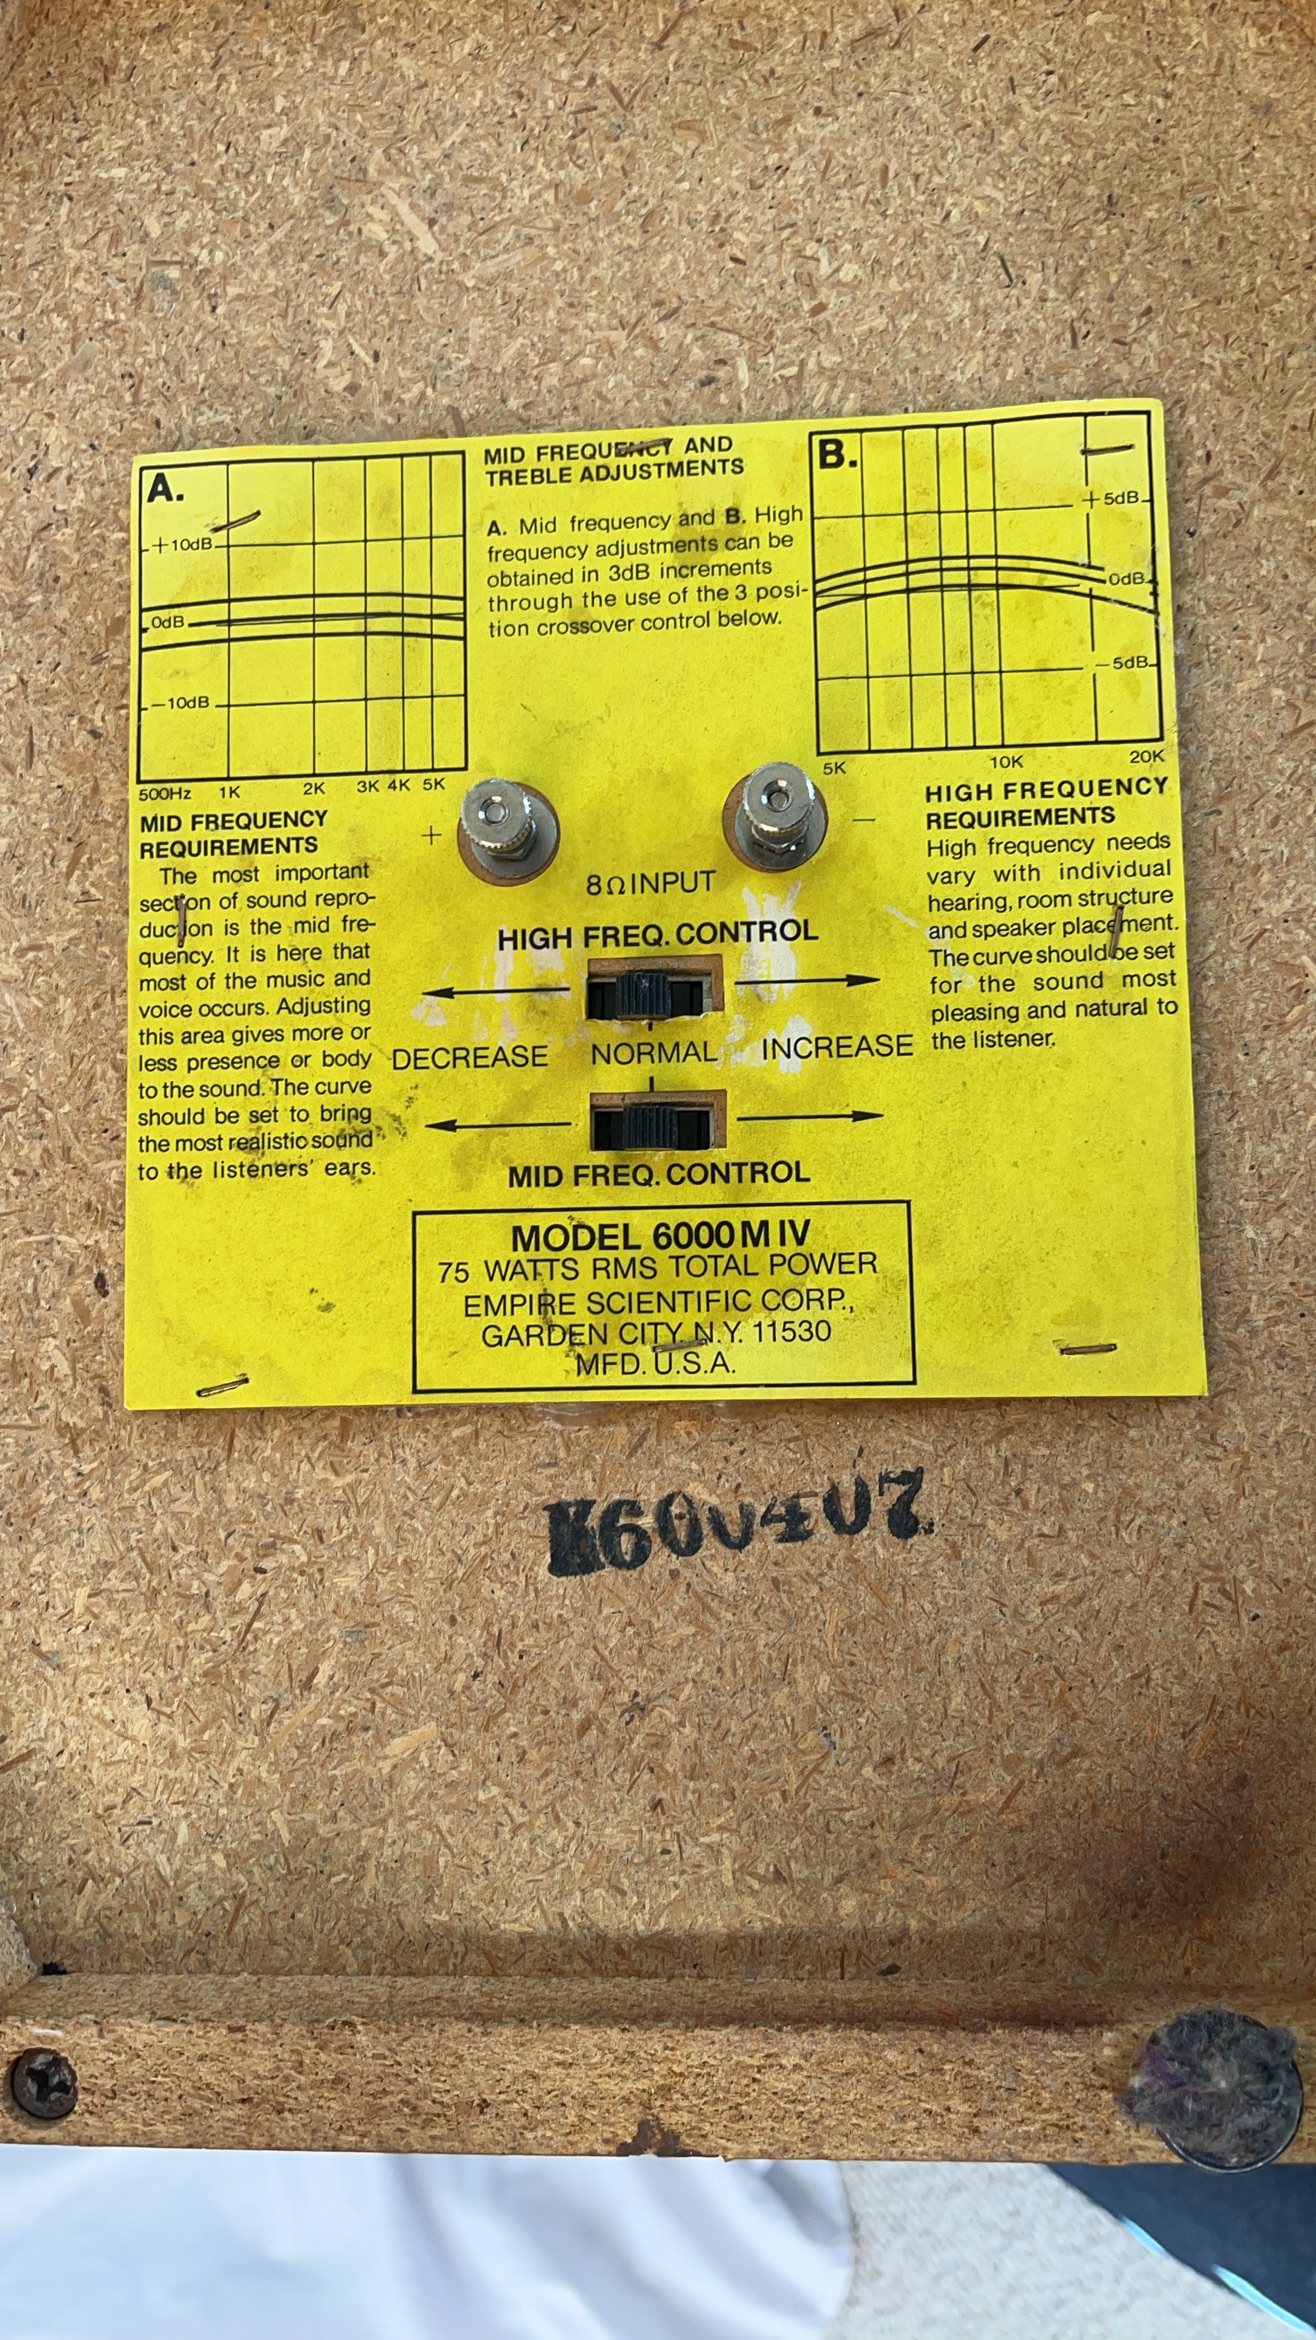 A.
+10dB
0dB
−10dB
500Hz 1K 2K 3K 4K 5K
MID FREQUENCY AND
TREBLE ADJUSTMENTS
A. Mid frequency and B. High
frequency adjustments can be
obtained in 3dB increments
through the use of the 3 posi-
tion crossover control below.
B.
+5dB
0dB
−5dB
5K 10K 20K
MID FREQUENCY
REQUIREMENTS
The most important
section of sound repro-
duction is the mid fre-
quency. It is here that
most of the music and
voice occurs. Adjusting
this area gives more or
less presence or body
to the sound. The curve
should be set to bring
the most realistic sound
to the listeners' ears.
+ −
8Ω INPUT
HIGH FREQ. CONTROL
DECREASE NORMAL INCREASE
MID FREQ. CONTROL
HIGH FREQUENCY
REQUIREMENTS
High frequency needs
vary with individual
hearing, room structure
and speaker placement.
The curve should be set
for the sound most
pleasing and natural to
the listener.
MODEL 6000 M IV
75 WATTS RMS TOTAL POWER
EMPIRE SCIENTIFIC CORP.,
GARDEN CITY, N.Y. 11530
MFD. U.S.A.